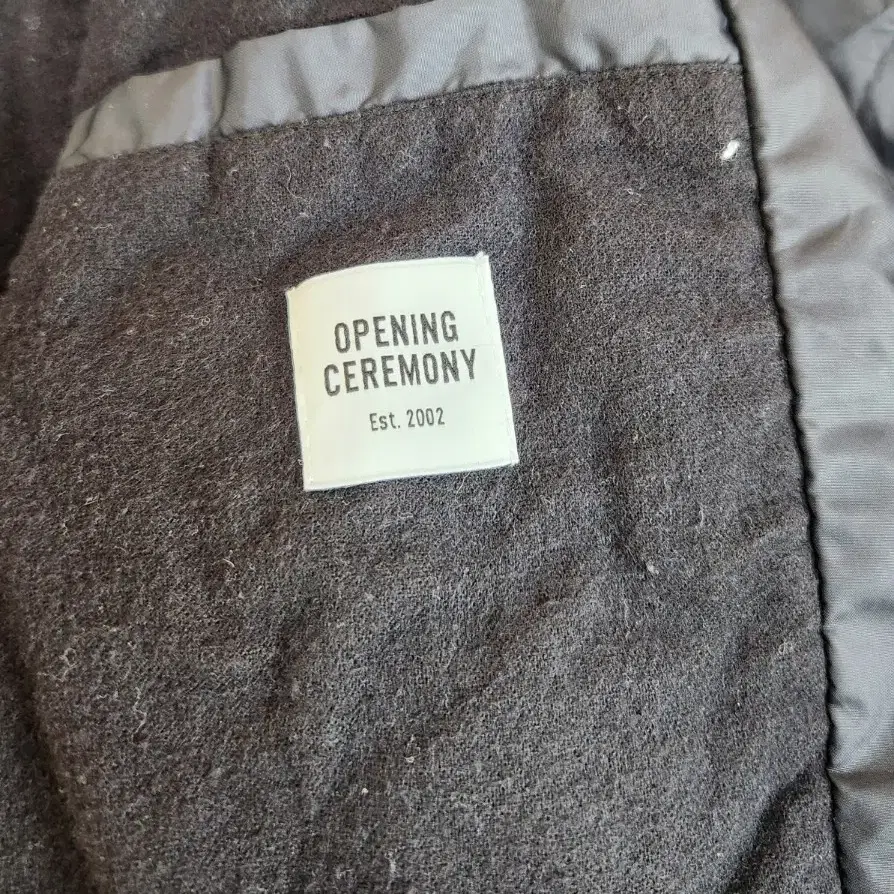 OPENING
CEREMONY
Est. 2002